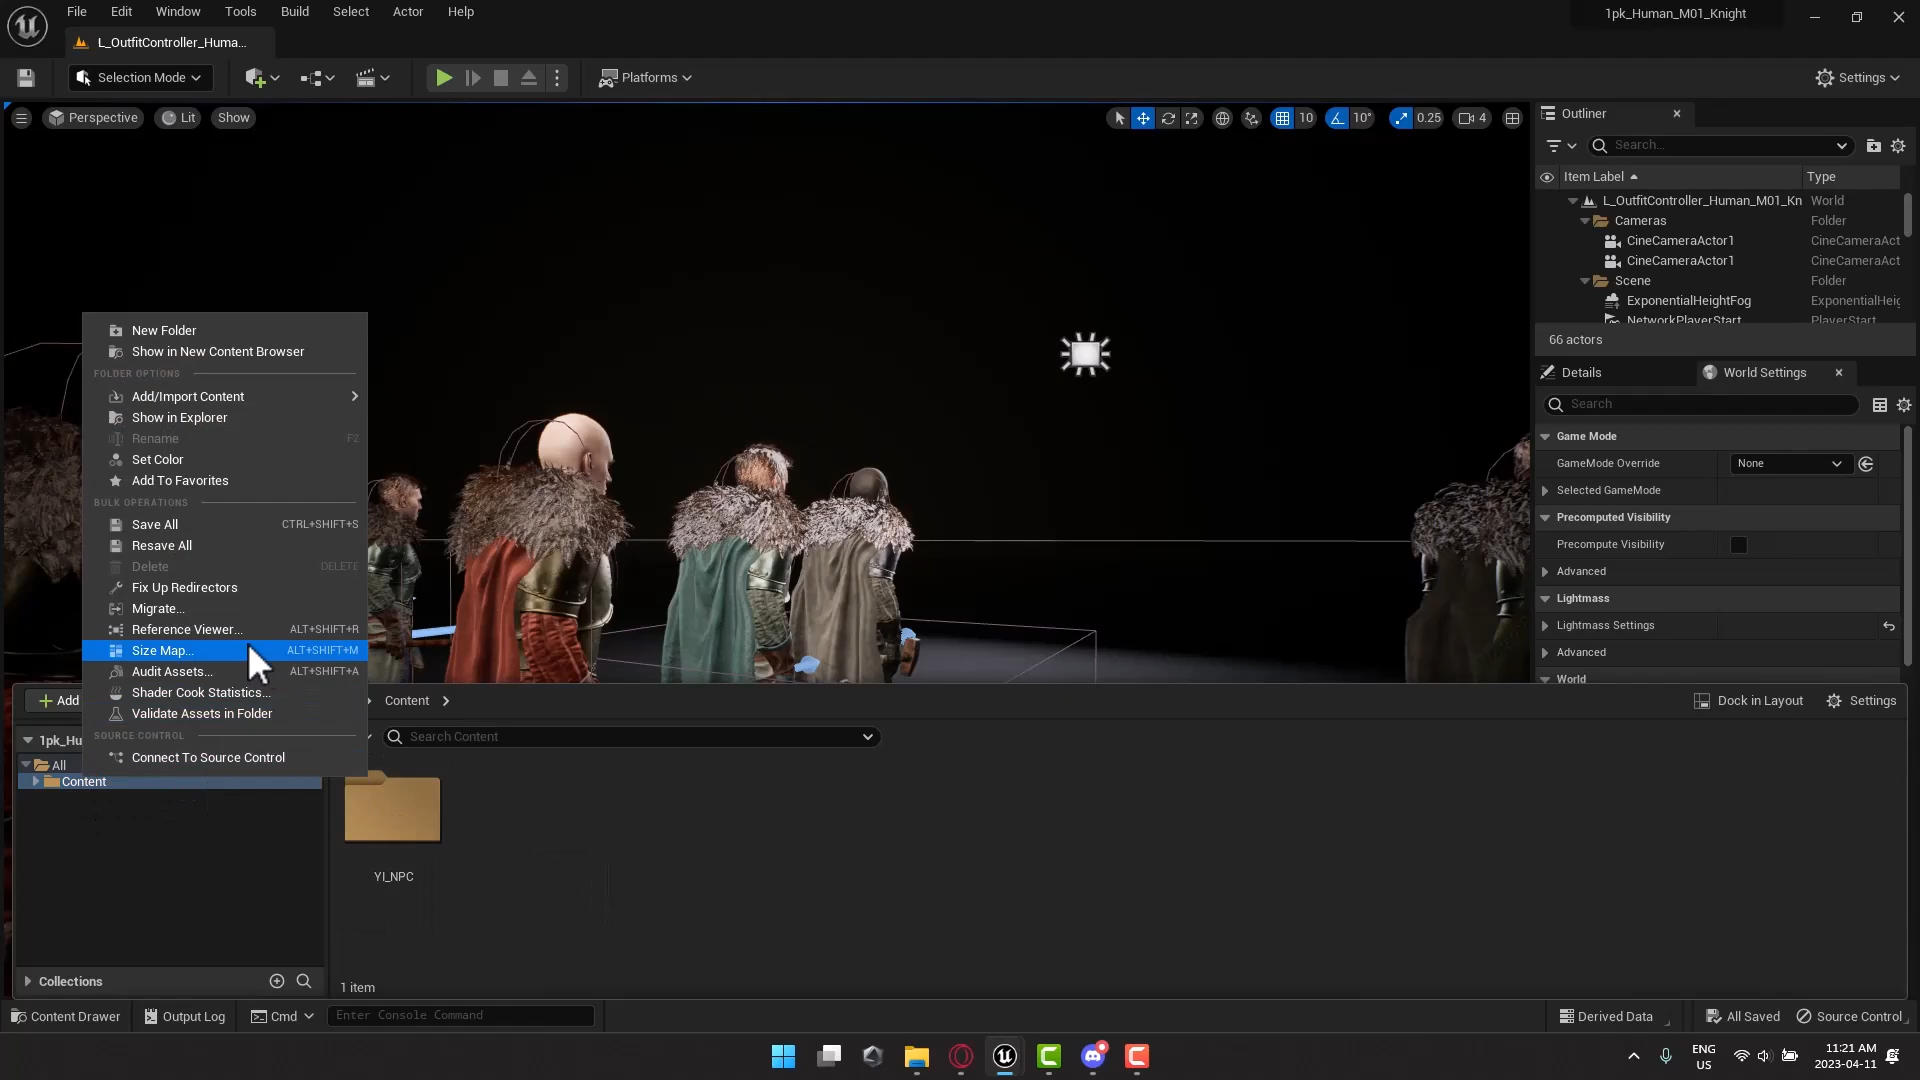 File Edit Window Tools Build Select Actor Help
1pk_Human_M01_Knight
L_OutfitController_Huma...
Selection Mode
Platforms
Settings
Perspective Lit Show
10 10° 0.25 4
Outliner
Search...
Item Label Type
L_OutfitController_Human_M01_Kn World
Cameras Folder
CineCameraActor1 CineCameraAct
CineCameraActor1 CineCameraAct
Scene Folder
ExponentialHeightFog ExponentialHeig
NetworkPlayerStart PlayerStart
66 actors
Details World Settings
Search
Game Mode
GameMode Override None
Selected GameMode
Precomputed Visibility
Precompute Visibility
Advanced
Lightmass
Lightmass Settings
Advanced
World
New Folder
Show in New Content Browser
FOLDER OPTIONS
Add/Import Content
Show in Explorer
Rename F2
Set Color
Add To Favorites
BULK OPERATIONS
Save All CTRL+SHIFT+S
Resave All
Delete DELETE
Fix Up Redirectors
Migrate...
Reference Viewer... ALT+SHIFT+R
Size Map... ALT+SHIFT+M
Audit Assets... ALT+SHIFT+A
Shader Cook Statistics...
Validate Assets in Folder
SOURCE CONTROL
Connect To Source Control
Add
Content
Dock in Layout Settings
1pk_Hu
Search Content
All
Content
YI_NPC
Collections
1 item
Content Drawer Output Log Cmd Enter Console Command
Derived Data All Saved Source Control
ENG
US
11:21 AM
2023-04-11